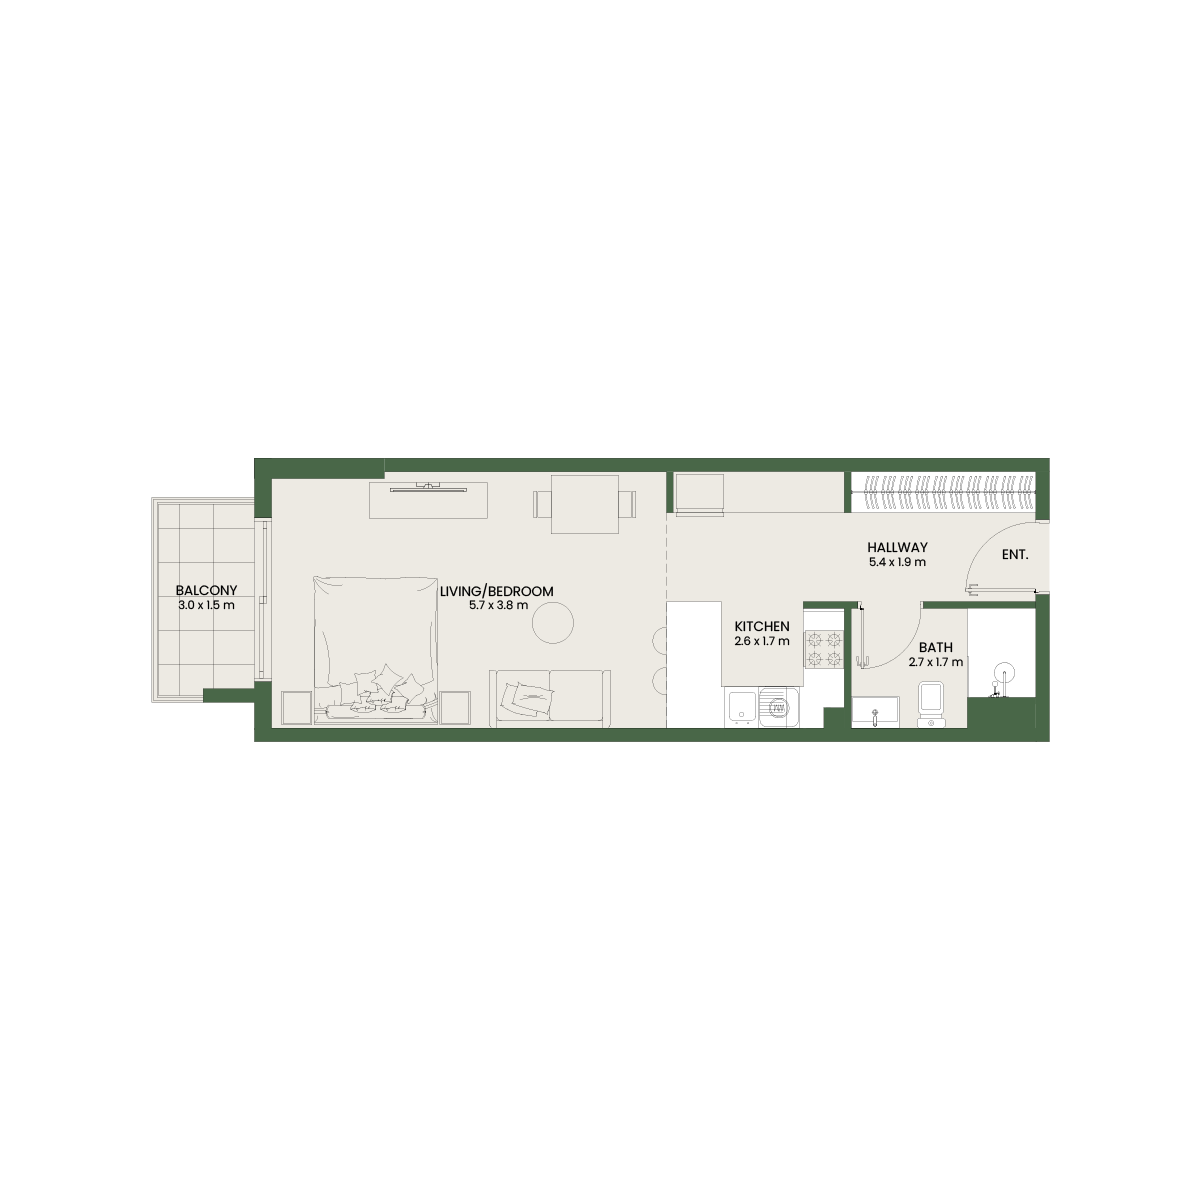 HALLWAY
5.4 x 1.9 m
ENT.
BALCONY
3.0 x 1.5 m
LIVING/BEDROOM
5.7 x 3.8 m
KITCHEN
2.6 x 1.7 m
BATH
2.7 x 1.7 m